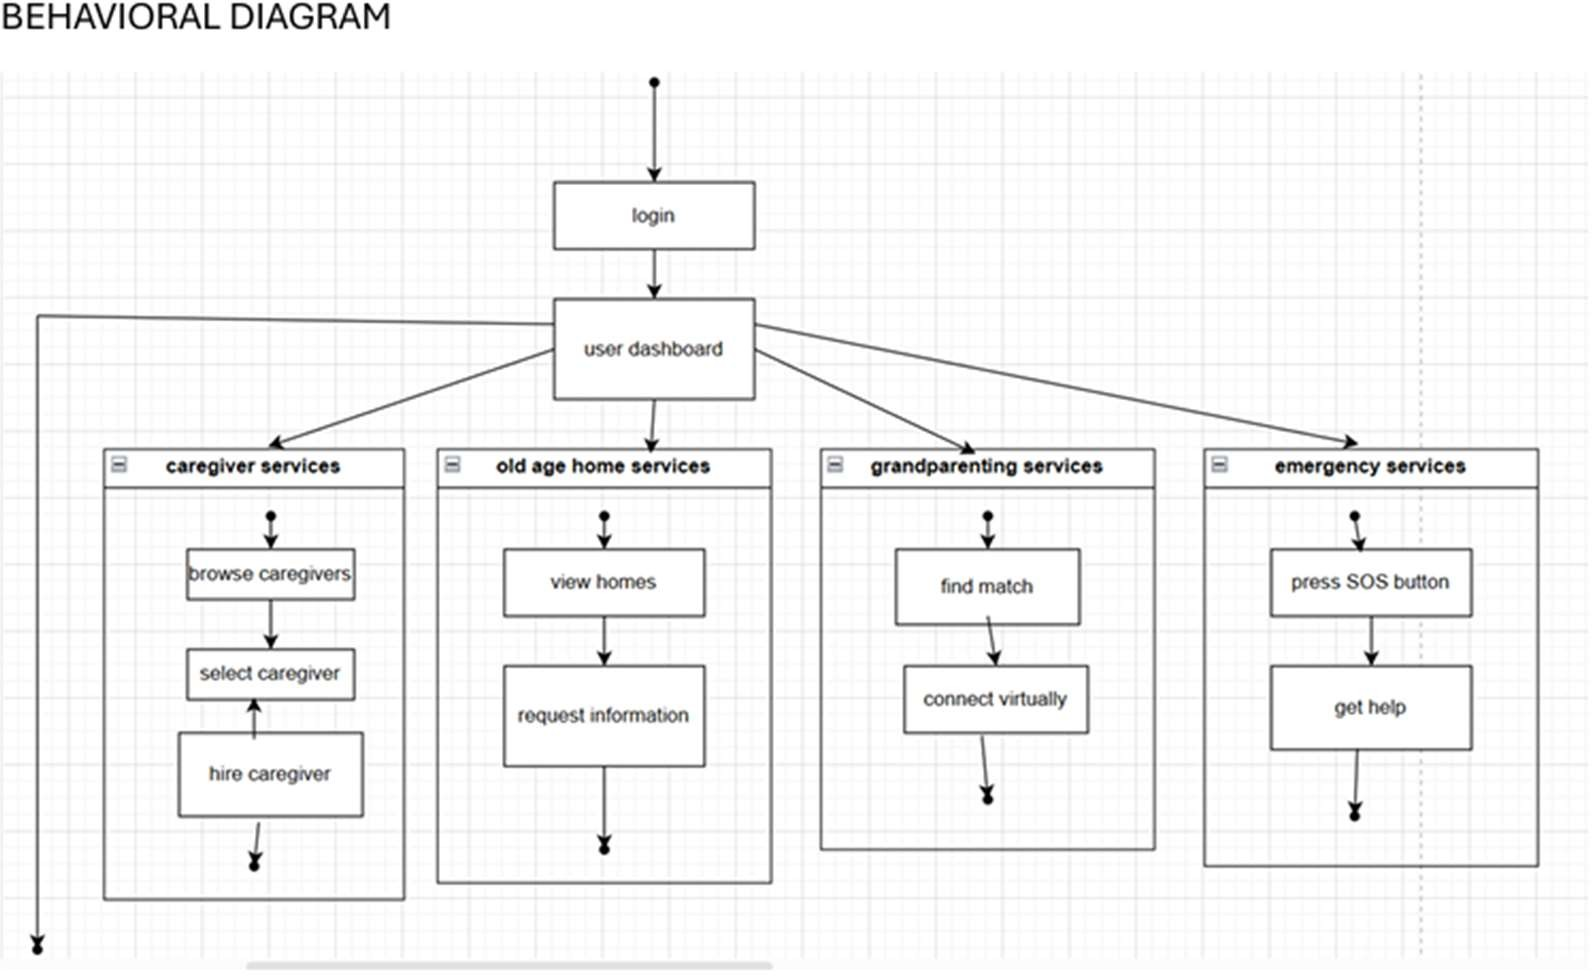 BEHAVIORAL DIAGRAM
login
user dashboard
caregiver services
browse caregivers
select caregiver
hire caregiver
old age home services
view homes
request information
grandparenting services
find match
connect virtually
emergency services
press SOS button
get help